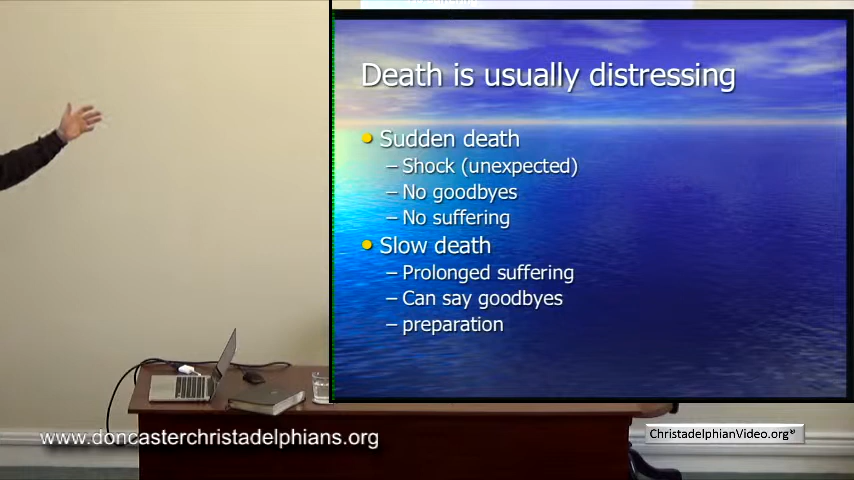 Death is usually distressing
• Sudden death
– Shock (unexpected)
– No goodbyes
– No suffering
• Slow death
– Prolonged suffering
– Can say goodbyes
– preparation
www.doncasterchristadelphians.org
ChristadelphianVideo.org®